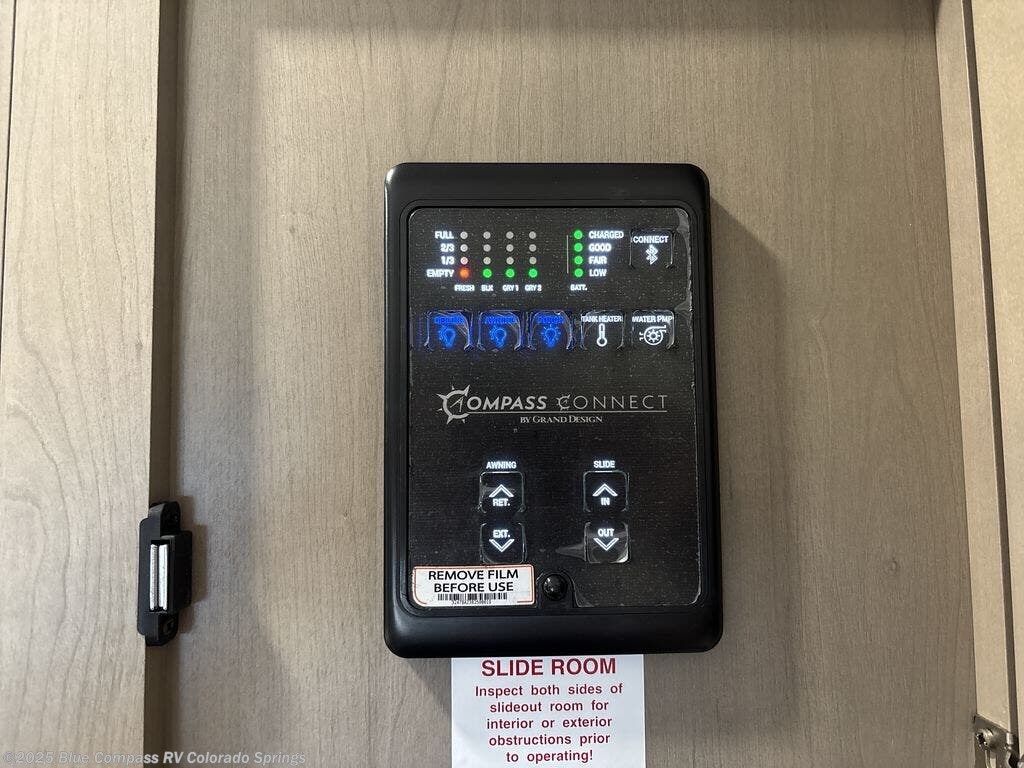 FULL
2/3
1/3
EMPTY
FRESH BLK GRY 1 GRY 2
CHARGED
GOOD
FAIR
LOW
BATT.
CONNECT
AWNING
TANK HEATER
WATER PMP
COMPASS CONNECT
BY GRAND DESIGN
AWNING
RET.
EXT.
SLIDE
IN
OUT
REMOVE FILM
BEFORE USE
SLIDE ROOM
Inspect both sides of
slideout room for
interior or exterior
obstructions prior
to operating!
©2025 Blue Compass RV Colorado Springs